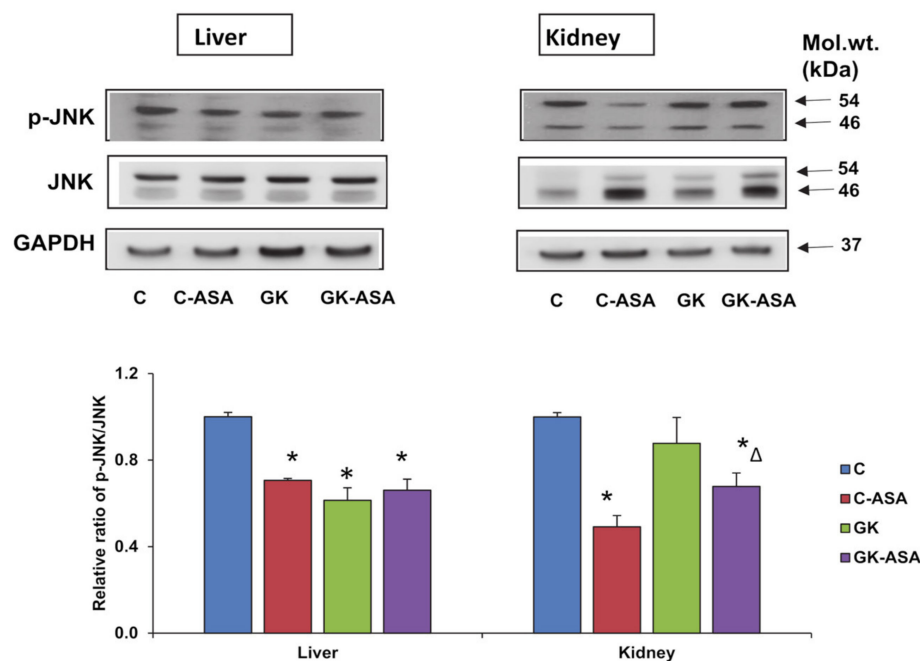 Liver
Kidney
Mol.wt.
(kDa)
p-JNK
54
46
JNK
54
46
GAPDH
37
C C-ASA GK GK-ASA
C C-ASA GK GK-ASA
Relative ratio of p-JNK/JNK
1.2
0.8
0.4
0.0
* * *
* *Δ
Liver Kidney
C
C-ASA
GK
GK-ASA